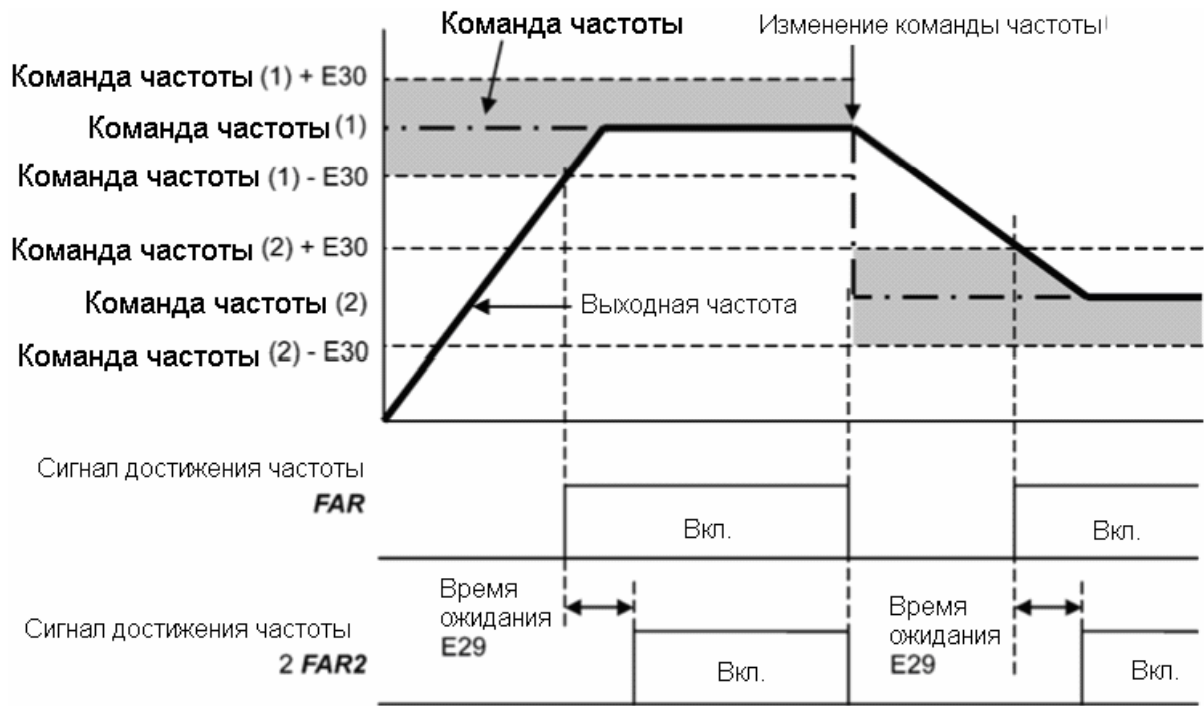 Команда частоты
Изменение команды частоты
Команда частоты (1) + E30
Команда частоты (1)
Команда частоты (1) - E30
Команда частоты (2) + E30
Команда частоты (2)
Выходная частота
Команда частоты (2) - E30
Сигнал достижения частоты
FAR
Вкл.
Вкл.
Время
ожидания
E29
Время
ожидания
E29
Сигнал достижения частоты
2 FAR2
Вкл.
Вкл.